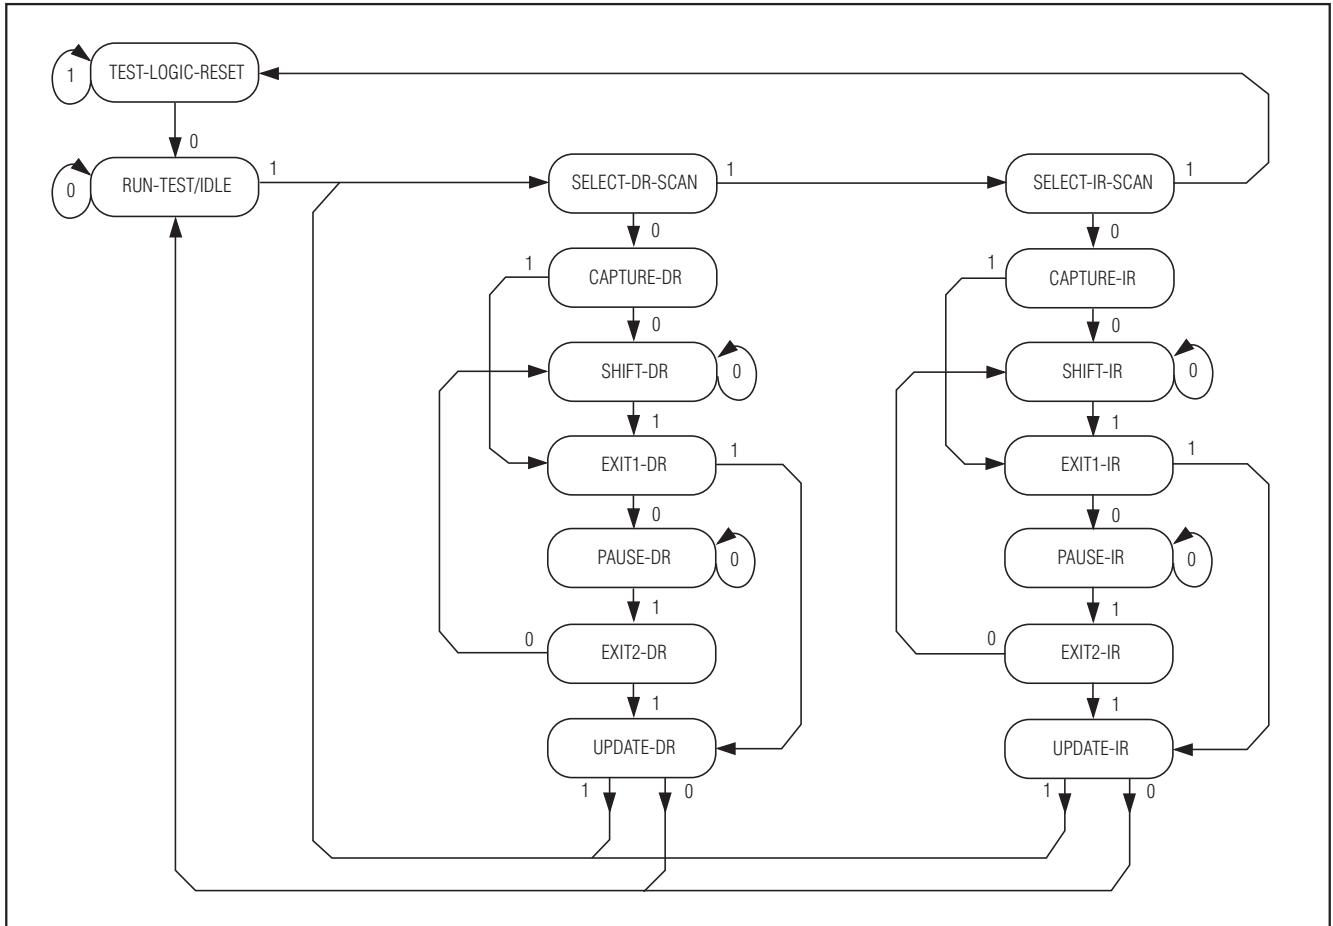 1 TEST-LOGIC-RESET
0
0 RUN-TEST/IDLE 1 SELECT-DR-SCAN 1 SELECT-IR-SCAN 1
0 0
1 CAPTURE-DR 1 CAPTURE-IR
0 0
SHIFT-DR 0 SHIFT-IR 0
1 1
EXIT1-DR 1 EXIT1-IR 1
0 0
PAUSE-DR 0 PAUSE-IR 0
1 1
0 EXIT2-DR 0 EXIT2-IR
1 1
UPDATE-DR UPDATE-IR
1 0 1 0